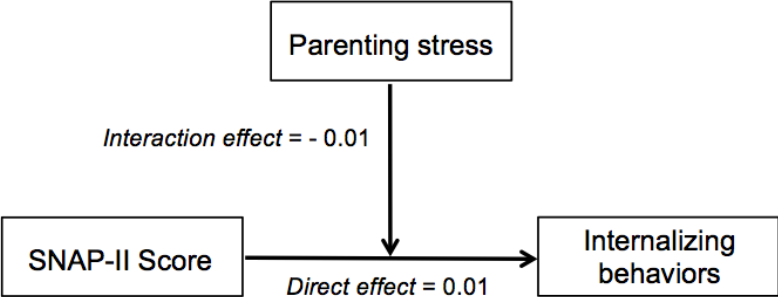 Parenting stress
Interaction effect = - 0.01
SNAP-II Score
Direct effect = 0.01
Internalizing
behaviors